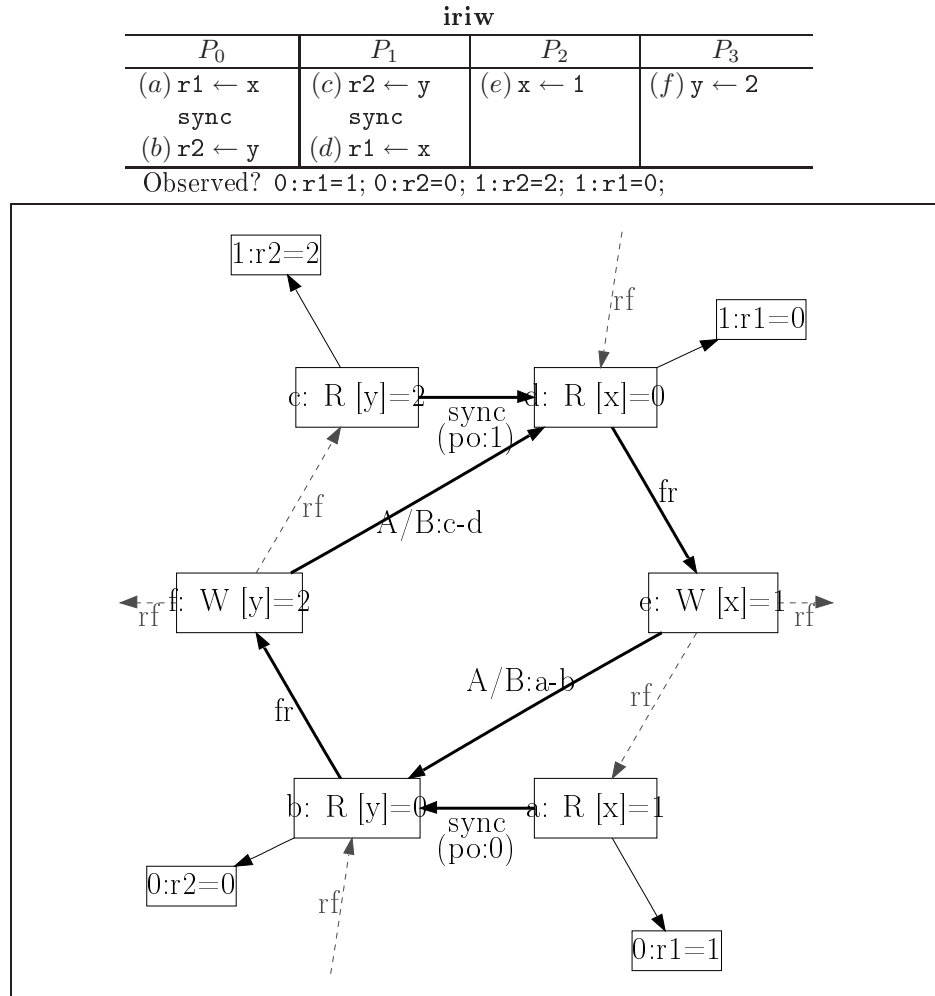 iriw
P0 P1 P2 P3
(a) r1 ← x (c) r2 ← y (e) x ← 1 (f) y ← 2
sync sync
(b) r2 ← y (d) r1 ← x
Observed? 0:r1=1; 0:r2=0; 1:r2=2; 1:r1=0;
1:r2=2
rf
1:r1=0
c: R [y]=2 d: R [x]=0
sync
(po:1)
fr
rf
A/B:c-d
f: W [y]=2 e: W [x]=1
rf rf
A/B:a-b
rf
fr
b: R [y]=0 a: R [x]=1
sync
(po:0)
0:r2=0
rf
0:r1=1